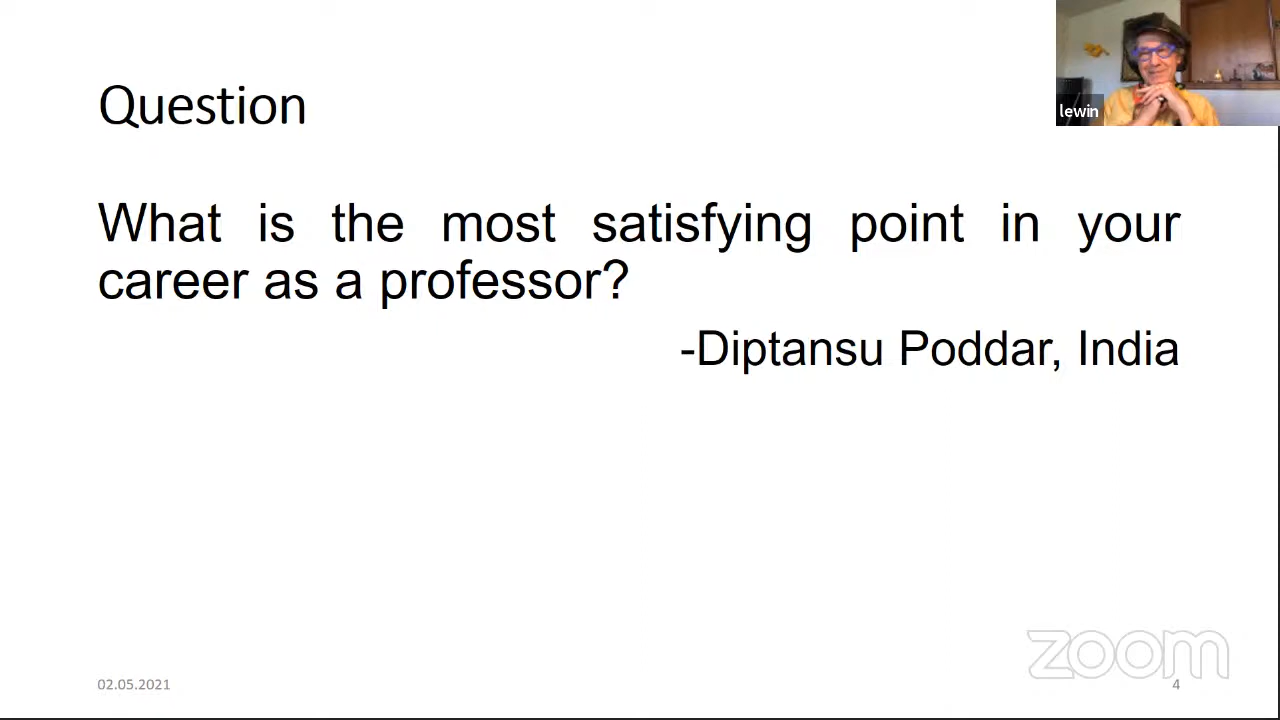 lewin
Question
What is the most satisfying point in your
career as a professor?
-Diptansu Poddar, India
zoom
02.05.2021
4